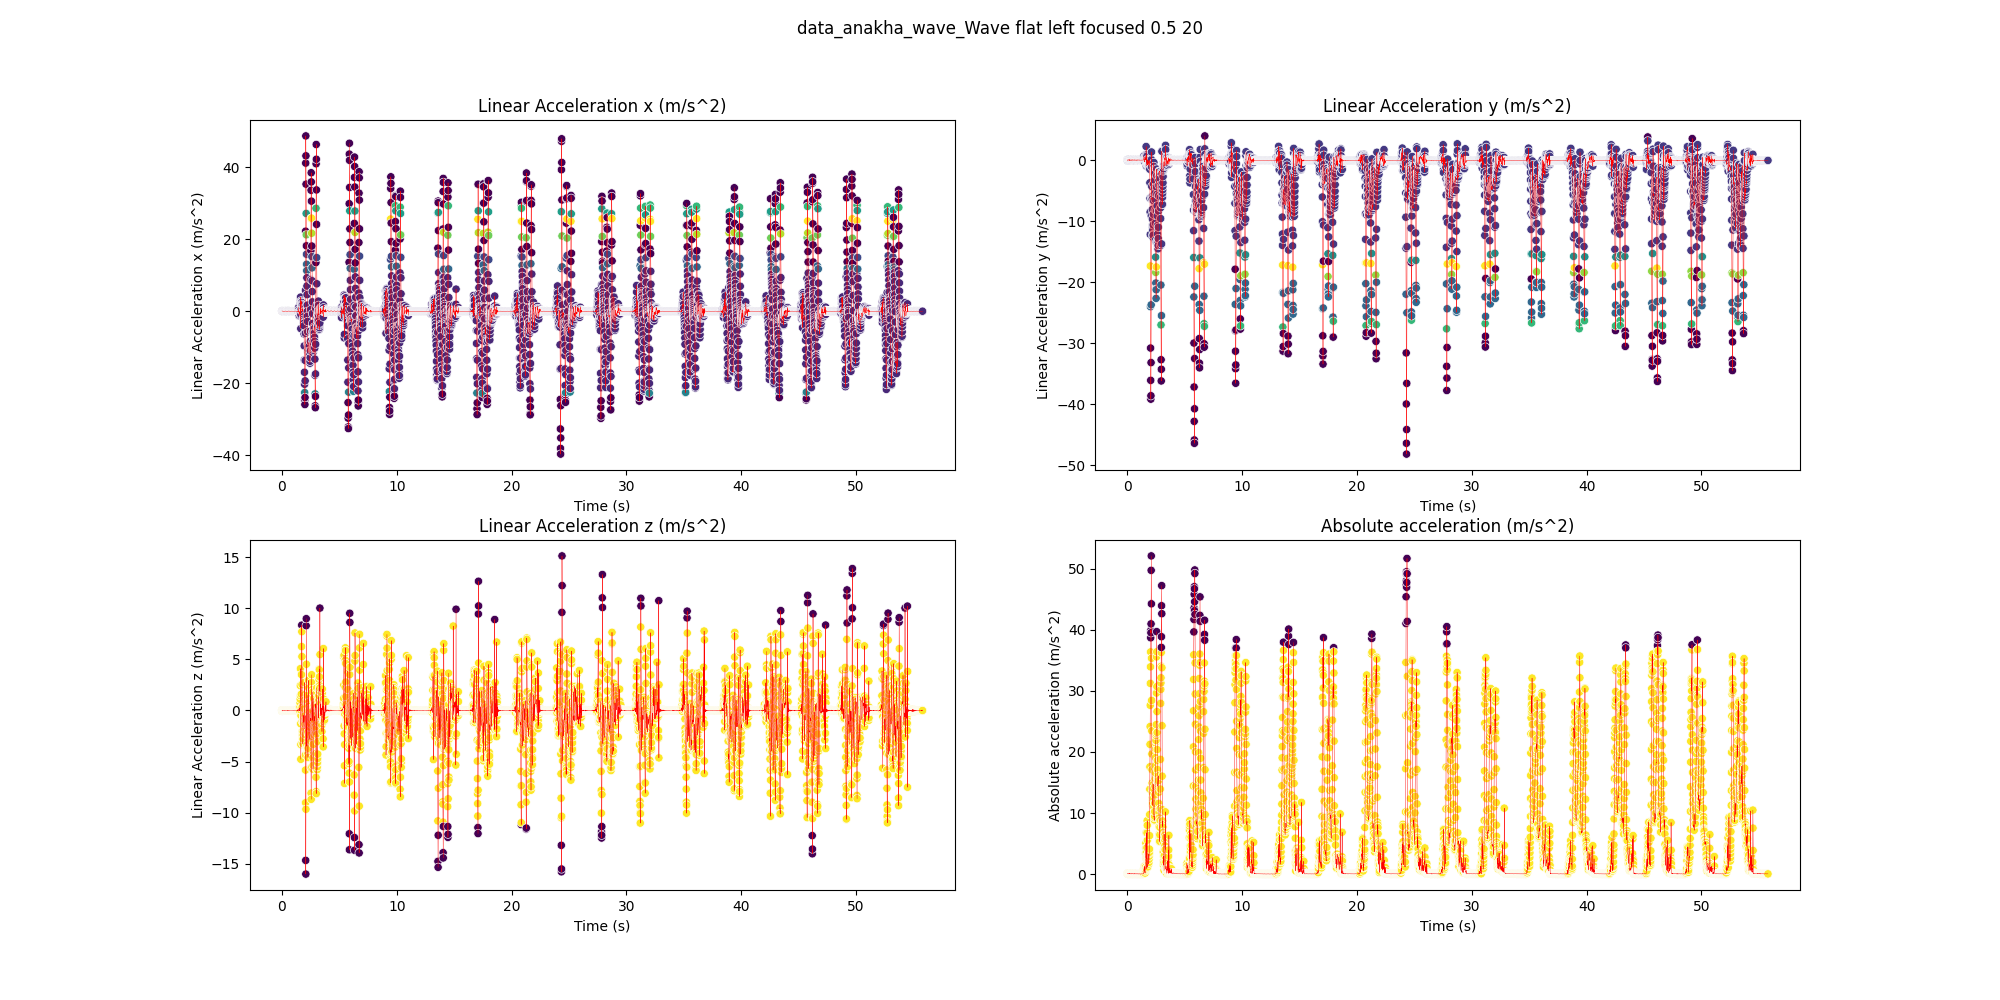 data_anakha_wave_Wave flat left focused 0.5 20
Linear Acceleration x (m/s^2)
Linear Acceleration x (m/s^2)
40
20
0
−20
−40
0 10 20 30 40 50
Time (s)
Linear Acceleration y (m/s^2)
Linear Acceleration y (m/s^2)
0
−10
−20
−30
−40
−50
0 10 20 30 40 50
Time (s)
Linear Acceleration z (m/s^2)
Linear Acceleration z (m/s^2)
15
10
5
0
−5
−10
−15
0 10 20 30 40 50
Time (s)
Absolute acceleration (m/s^2)
Absolute acceleration (m/s^2)
50
40
30
20
10
0
0 10 20 30 40 50
Time (s)